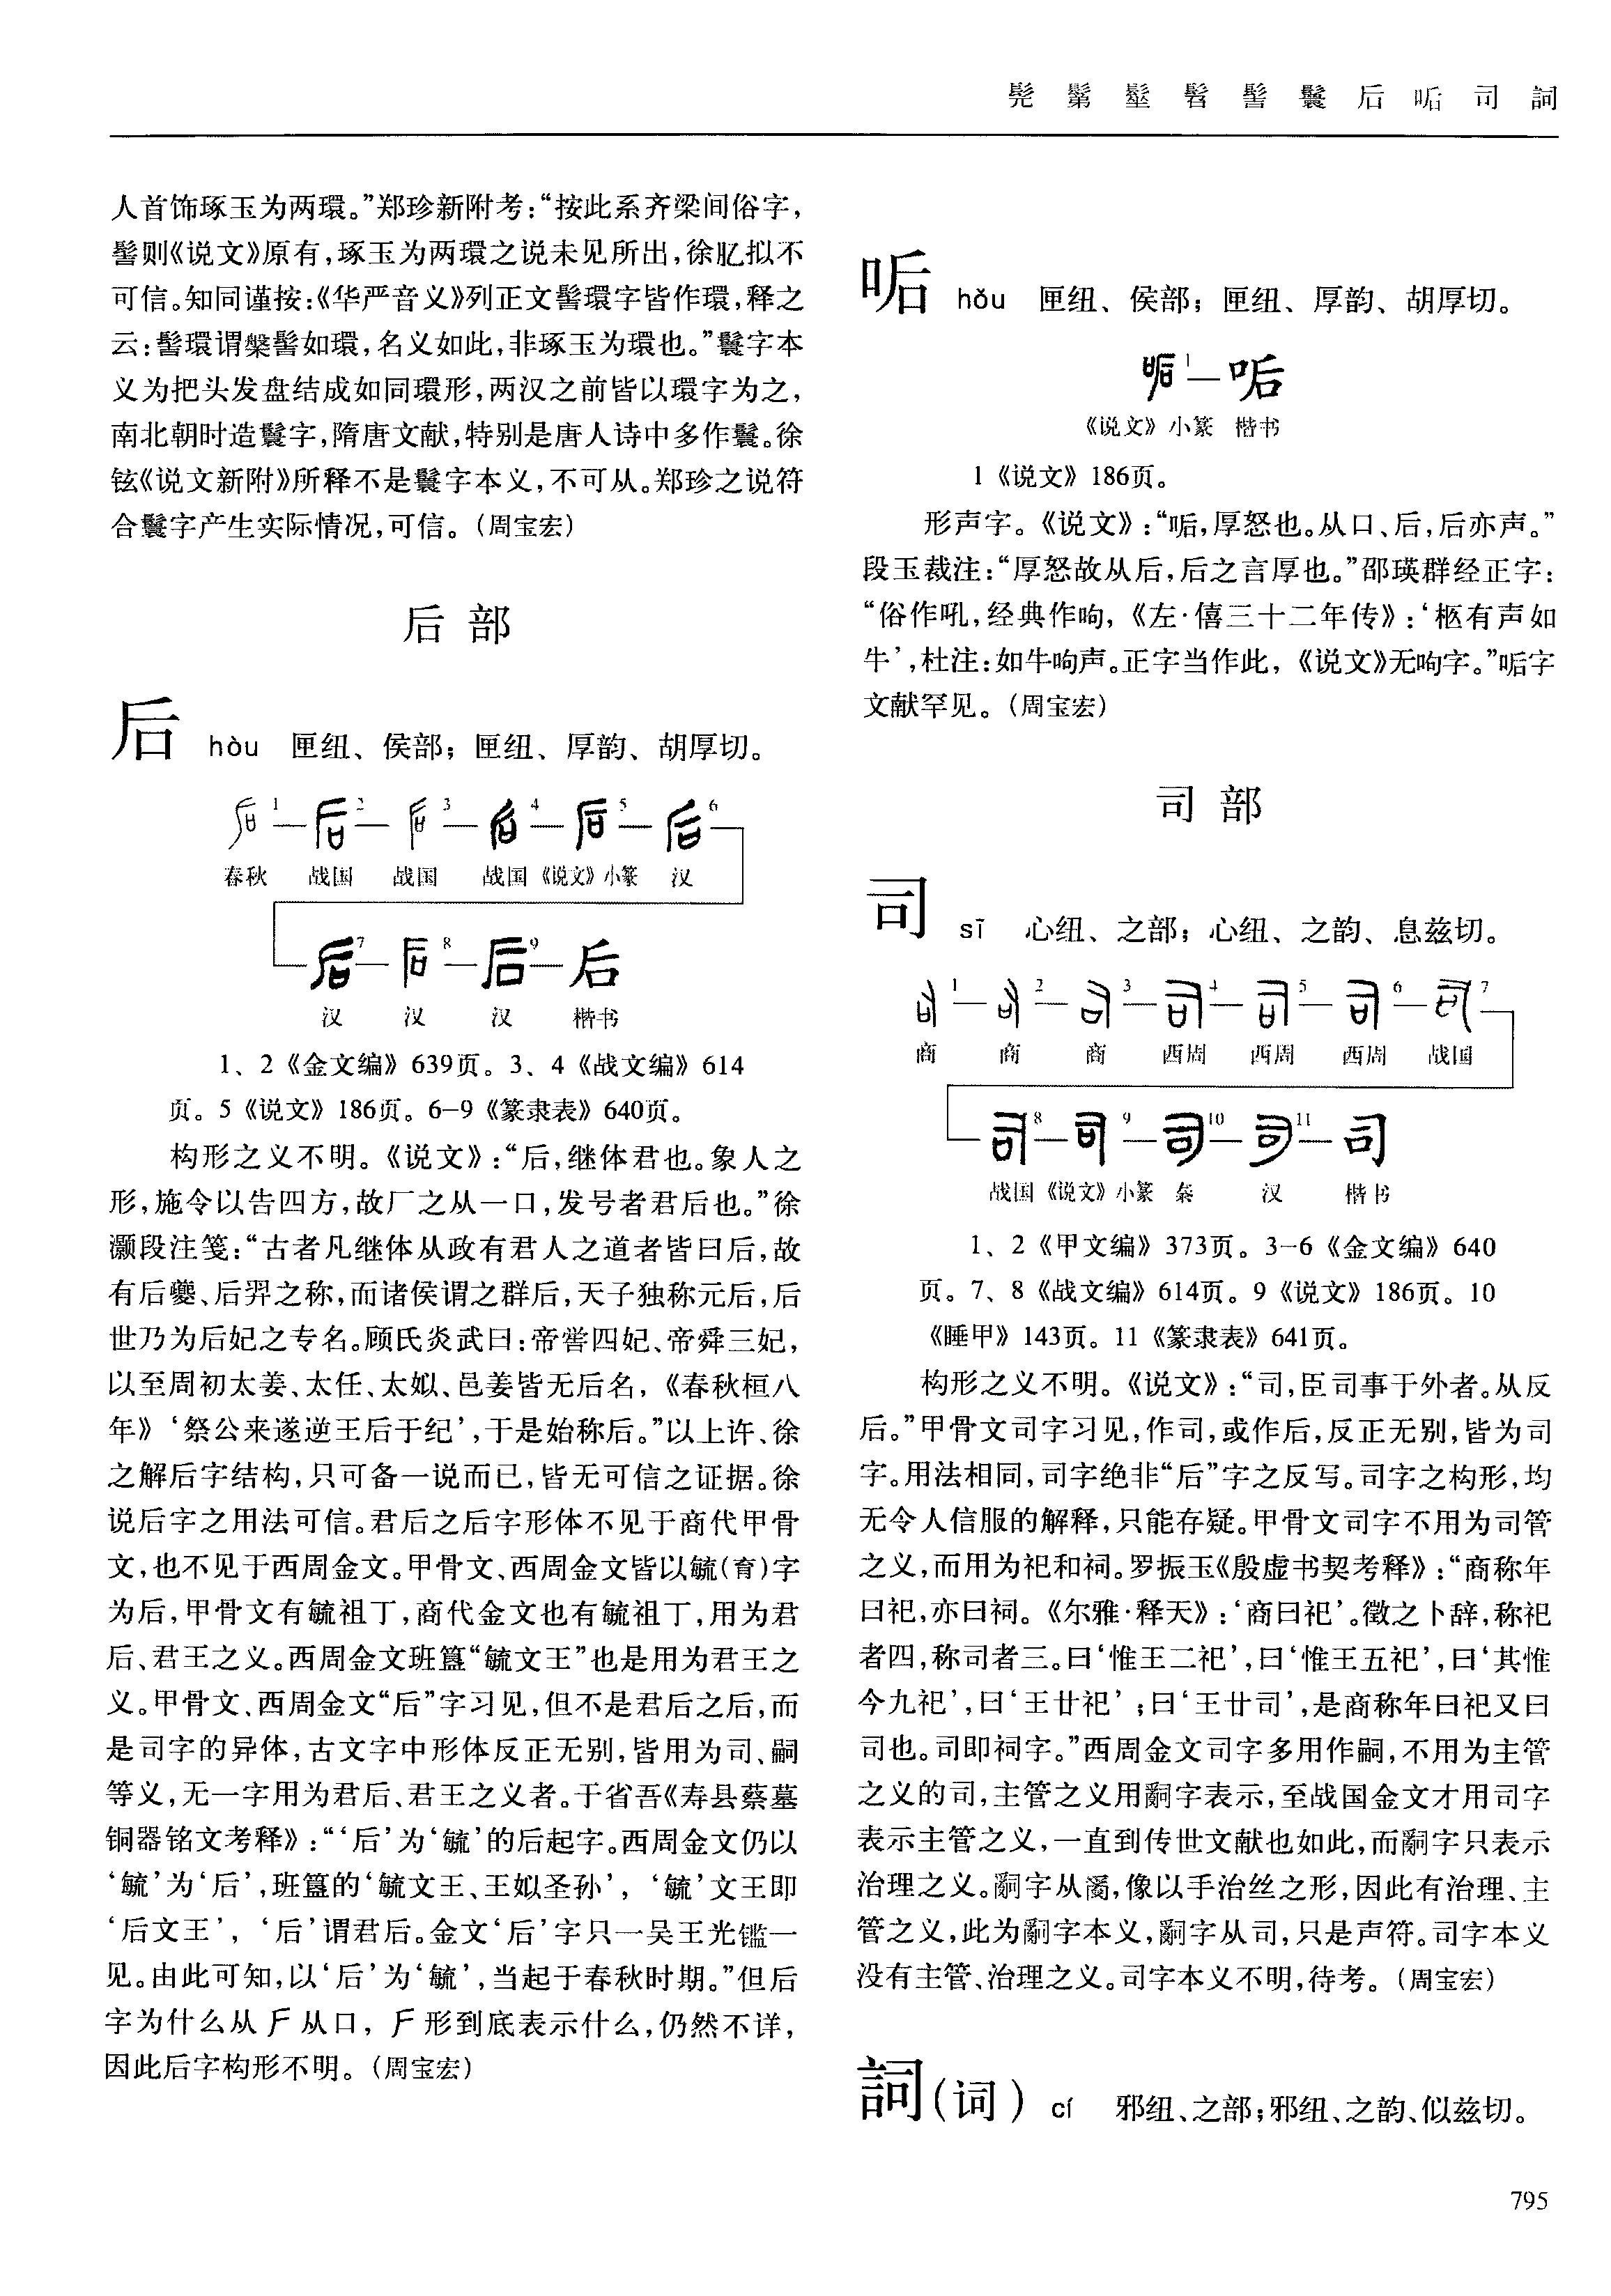 髡 鬀 鬆 髫 髻 鬟 后 㖃 司 詞
人首饰琢玉为两環。”郑珍新附考：“按此系齐梁间俗字，
髻则《说文》原有，琢玉为两環之说未见所出，徐肊拟不
可信。知同谨按：《华严音义》列正文髻環字皆作環，释之
云：髻環谓槃髻如環，名义如此，非琢玉为環也。”鬟字本
义为把头发盘结成如同環形，两汉之前皆以環字为之，
南北朝时造鬟字，隋唐文献，特别是唐人诗中多作鬟。徐
铉《说文新附》所释不是鬟字本义，不可从。郑珍之说符
合鬟字产生实际情况，可信。（周宝宏）
后 部
后 hòu 匣纽、侯部；匣纽、厚韵、胡厚切。
后1—后2—后3—后4—后5—后6
春秋 战国 战国 战国 《说文》小篆 汉
后7—后8—后9—后
汉 汉 汉 楷书
1、2《金文编》639页。3、4《战文编》614
页。5《说文》186页。6–9《篆隶表》640页。
构形之义不明。《说文》：“后，继体君也。象人之
形，施令以告四方，故厂之从一口，发号者君后也。”徐
灏段注笺：“古者凡继体从政有君人之道者皆曰后，故
有后夔、后羿之称，而诸侯谓之群后，天子独称元后，后
世乃为后妃之专名。顾氏炎武曰：帝喾四妃、帝舜三妃，
以至周初太姜、太任、太姒、邑姜皆无后名，《春秋桓八
年》‘祭公来遂逆王后于纪’，于是始称后。”以上许、徐
之解后字结构，只可备一说而已，皆无可信之证据。徐
说后字之用法可信。君后之后字形体不见于商代甲骨
文，也不见于西周金文。甲骨文、西周金文皆以毓（育）字
为后，甲骨文有毓祖丁，商代金文也有毓祖丁，用为君
后、君王之义。西周金文班簋“毓文王”也是用为君王之
义。甲骨文、西周金文“后”字习见，但不是君后之后，而
是司字的异体，古文字中形体反正无别，皆用为司、嗣
等义，无一字用为君后、君王之义者。于省吾《寿县蔡墓
铜器铭文考释》：“‘后’为‘毓’的后起字。西周金文仍以
‘毓’为‘后’，班簋的‘毓文王、王姒圣孙’，‘毓’文王即
‘后文王’，‘后’谓君后。金文‘后’字只一吴王光鑑一
见。由此可知，以‘后’为‘毓’，当起于春秋时期。”但后
字为什么从𠂆从口，𠂆形到底表示什么，仍然不详，
因此后字构形不明。（周宝宏）
㖃 hǒu 匣纽、侯部；匣纽、厚韵、胡厚切。
㖃1—㖃
《说文》小篆 楷书
1《说文》186页。
形声字。《说文》：“㖃，厚怒也。从口、后，后亦声。”
段玉裁注：“厚怒故从后，后之言厚也。”邵瑛群经正字：
“俗作吼，经典作呴，《左·僖三十二年传》：‘柩有声如
牛’，杜注：如牛呴声。正字当作此，《说文》无呴字。”㖃字
文献罕见。（周宝宏）
司 部
司 sī 心纽、之部；心纽、之韵、息兹切。
司1—司2—司3—司4—司5—司6—司7
商 商 商 西周 西周 西周 战国
司8—司9—司10—司11—司
战国 《说文》小篆 秦 汉 楷书
1、2《甲文编》373页。3–6《金文编》640
页。7、8《战文编》614页。9《说文》186页。10
《睡甲》143页。11《篆隶表》641页。
构形之义不明。《说文》：“司，臣司事于外者。从反
后。”甲骨文司字习见，作司，或作后，反正无别，皆为司
字。用法相同，司字绝非“后”字之反写。司字之构形，均
无令人信服的解释，只能存疑。甲骨文司字不用为司管
之义，而用为祀和祠。罗振玉《殷虚书契考释》：“商称年
曰祀，亦曰祠。《尔雅·释天》：‘商曰祀’。徵之卜辞，称祀
者四，称司者三。曰‘惟王二祀’，曰‘惟王五祀’，曰‘其惟
今九祀’，曰‘王廿祀’；曰‘王廿司’，是商称年曰祀又曰
司也。司即祠字。”西周金文司字多用作嗣，不用为主管
之义的司，主管之义用嗣字表示，至战国金文才用司字
表示主管之义，一直到传世文献也如此，而嗣字只表示
治理之义。嗣字从𤔔，像以手治丝之形，因此有治理、主
管之义，此为嗣字本义，嗣字从司，只是声符。司字本义
没有主管、治理之义。司字本义不明，待考。（周宝宏）
詞（词） cí 邪纽、之部；邪纽、之韵、似兹切。
795